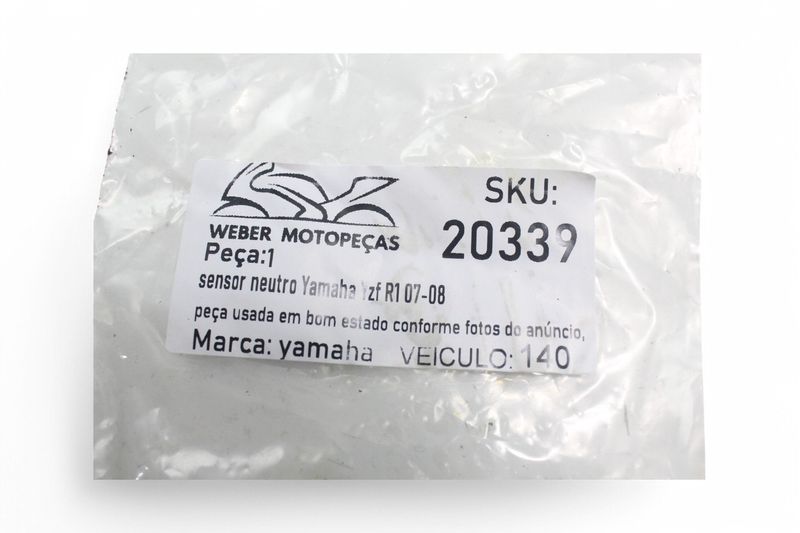 WEBER MOTOPEÇAS
SKU:
20339
Peça:1
sensor neutro Yamaha Yzf R1 07-08
peça usada em bom estado conforme fotos do anúncio,
Marca: yamaha VEICULO: 140